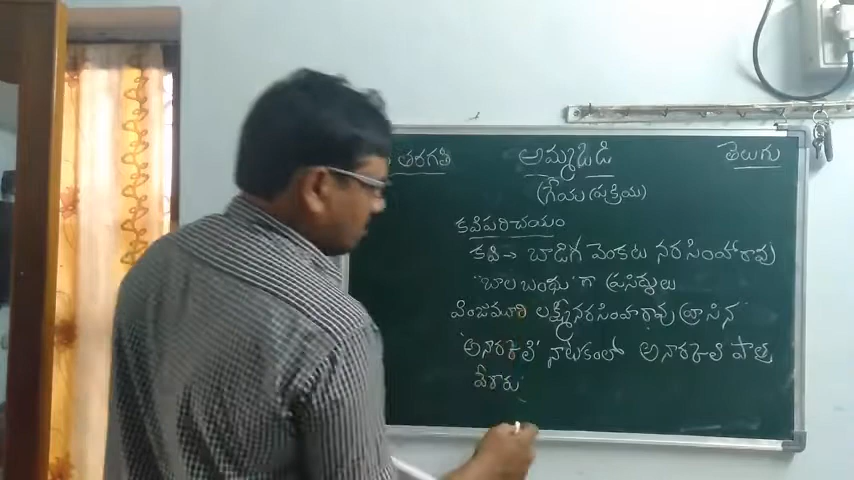 తరగతి అమ్మఒడి తెలుగు
(గేయ ప్రక్రియ)
కవిపరిచయం
కవి → బాడిగ వెంకట నరసింహారావు
"బాల బంధు" గా ప్రసిద్ధులు
పింజమూరి లక్ష్మీనరసింహరావు వ్రాసిన
'అనార్కలి' నాటకంలో అనార్కలి పాత్ర